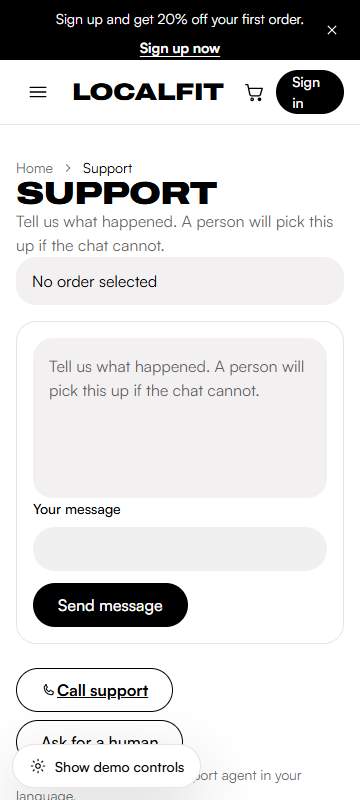 Sign up and get 20% off your first order.
Sign up now
LOCALFIT
Sign
in
Home > Support
SUPPORT
Tell us what happened. A person will pick this
up if the chat cannot.
No order selected
Tell us what happened. A person will
pick this up if the chat cannot.
Your message
Send message
Call support
Ask for a human
Show demo controls
port agent in your
language.